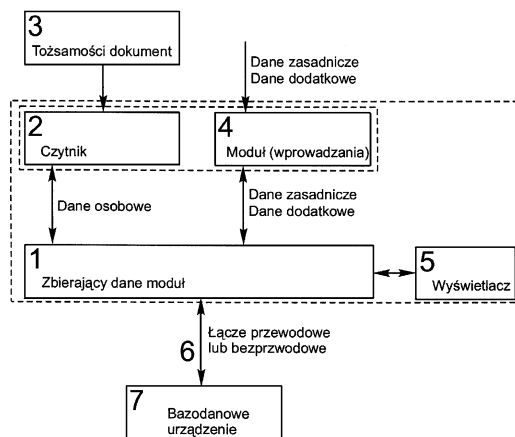 3
Tożsamości dokument
Dane zasadnicze
Dane dodatkowe
2
Czytnik
4
Moduł (wprowadzania)
Dane osobowe
Dane zasadnicze
Dane dodatkowe
1
Zbierający dane moduł
5
Wyświetlacz
6
Łącze przewodowe
lub bezprzwodowe
7
Bazodanowe
urządzenie